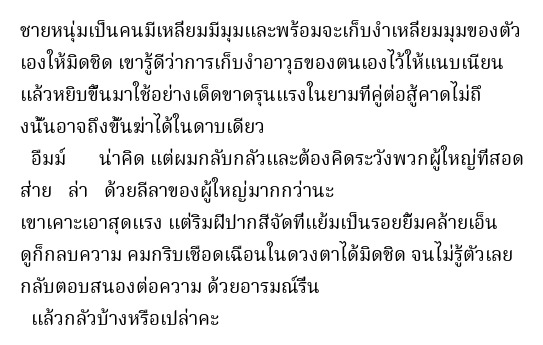 ชายหนุ่มเป็นคนมีเหลี่ยมมีมุมและพร้อมจะเก็บงำเหลี่ยมมุมของตัว
เองให้มิดชิด เขารู้ดีว่าการเก็บงำอาวุธของตนเองไว้ให้แนบเนียน
แล้วหยิบขึ้นมาใช้อย่างเด็ดขาดรุนแรงในยามที่คู่ต่อสู้คาดไม่ถึ
งนั้นอาจถึงขั้นฆ่าได้ในดาบเดียว
อืมม์ น่าคิด แต่ผมกลับกลัวและต้องคิดระวังพวกผู้ใหญ่ที่สอด
ส่าย ล่า ด้วยลีลาของผู้ใหญ่มากกว่านะ
เขาเคาะเอาสุดแรง แต่ริมฝีปากสีจัดที่แย้มเป็นรอยยิ้มคล้ายเอ็น
ดูก็กลบความ คมกริบเชือดเฉือนในดวงตาได้มิดชิด จนไม่รู้ตัวเลย
กลับตอบสนองต่อความ ด้วยอารมณ์รื่น
แล้วกลัวบ้างหรือเปล่าคะ